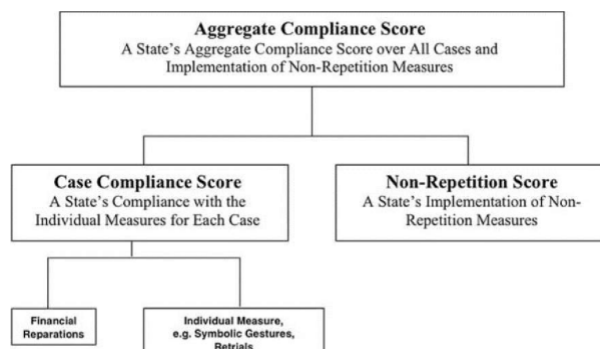 Aggregate Compliance Score
A State's Aggregate Compliance Score over All Cases and
Implementation of Non-Repetition Measures
Case Compliance Score
A State's Compliance with the
Individual Measures for Each Case
Non-Repetition Score
A State's Implementation of Non-
Repetition Measures
Financial
Reparations
Individual Measure,
e.g. Symbolic Gestures,
Retrials